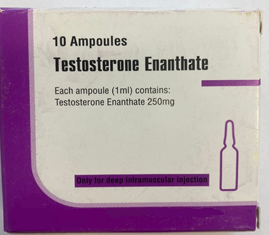 10 Ampoules
Testosterone Enanthate
Each ampoule (1ml) contains:
Testosterone Enanthate 250mg
Only for deep intramuscular injection